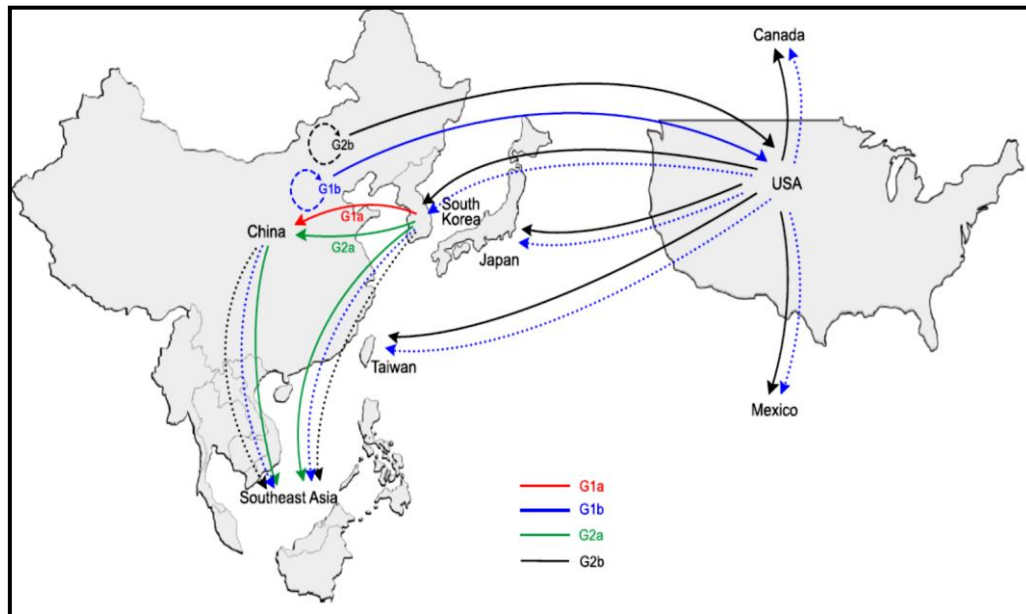 Canada
G2b
G1b
USA
South
Korea
G1a
China
G2a
Japan
Taiwan
Mexico
Southeast Asia
G1a
G1b
G2a
G2b